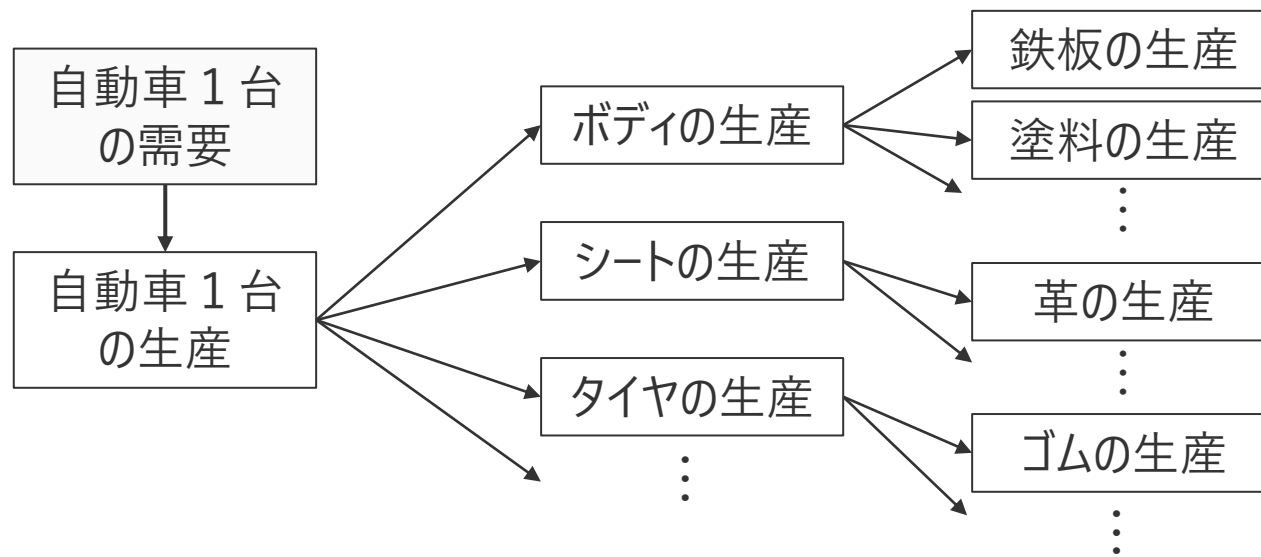 自動車１台
の需要
自動車１台
の生産
ボディの生産
シートの生産
タイヤの生産
⋮
鉄板の生産
塗料の生産
⋮
革の生産
⋮
ゴムの生産
⋮